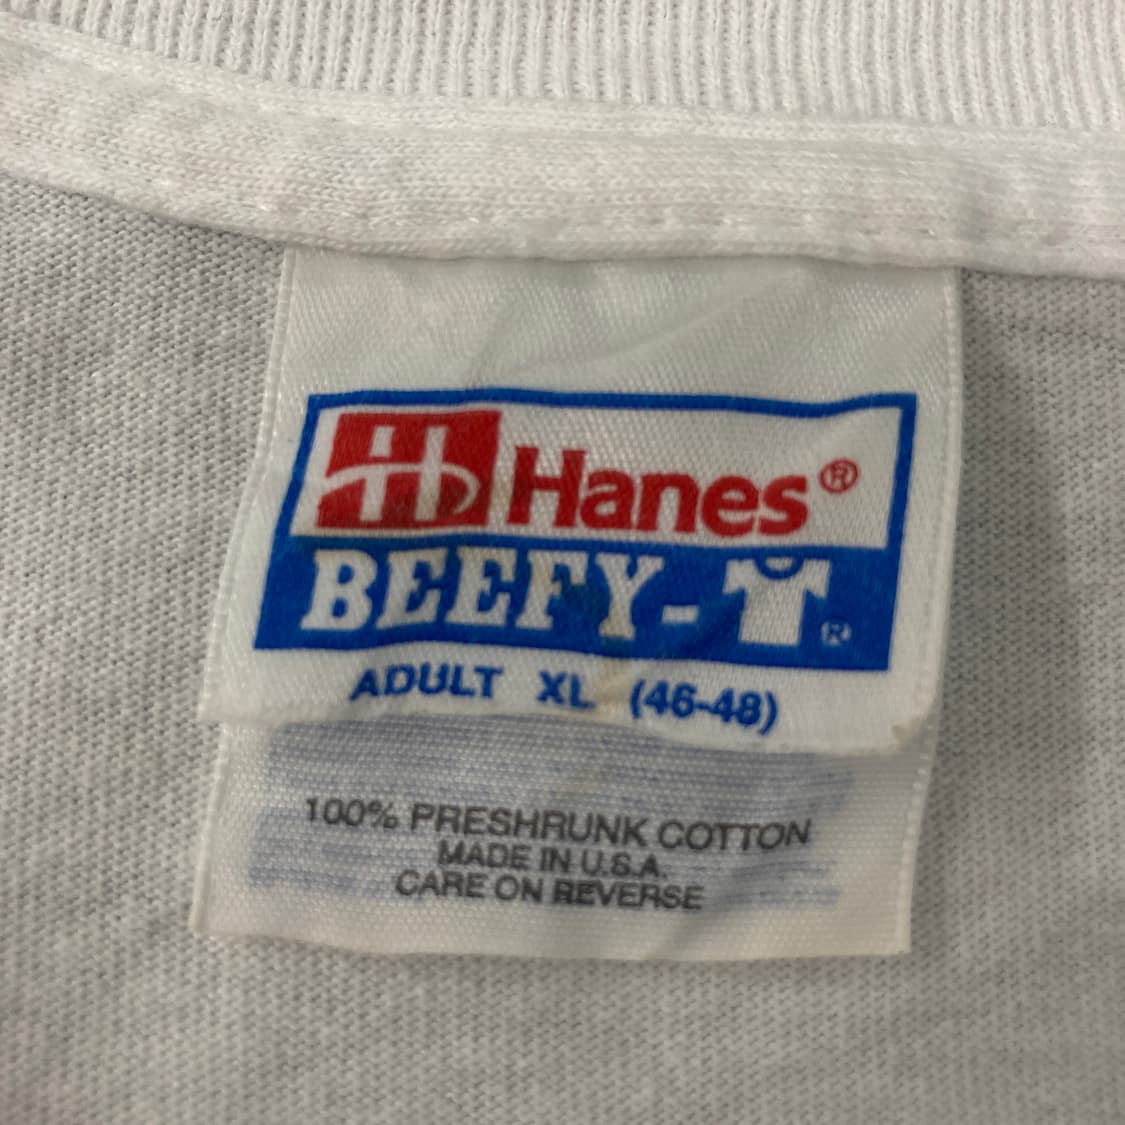 Hanes®
BEEFY-T®
ADULT XL (46-48)
100% PRESHRUNK COTTON
MADE IN U.S.A.
CARE ON REVERSE